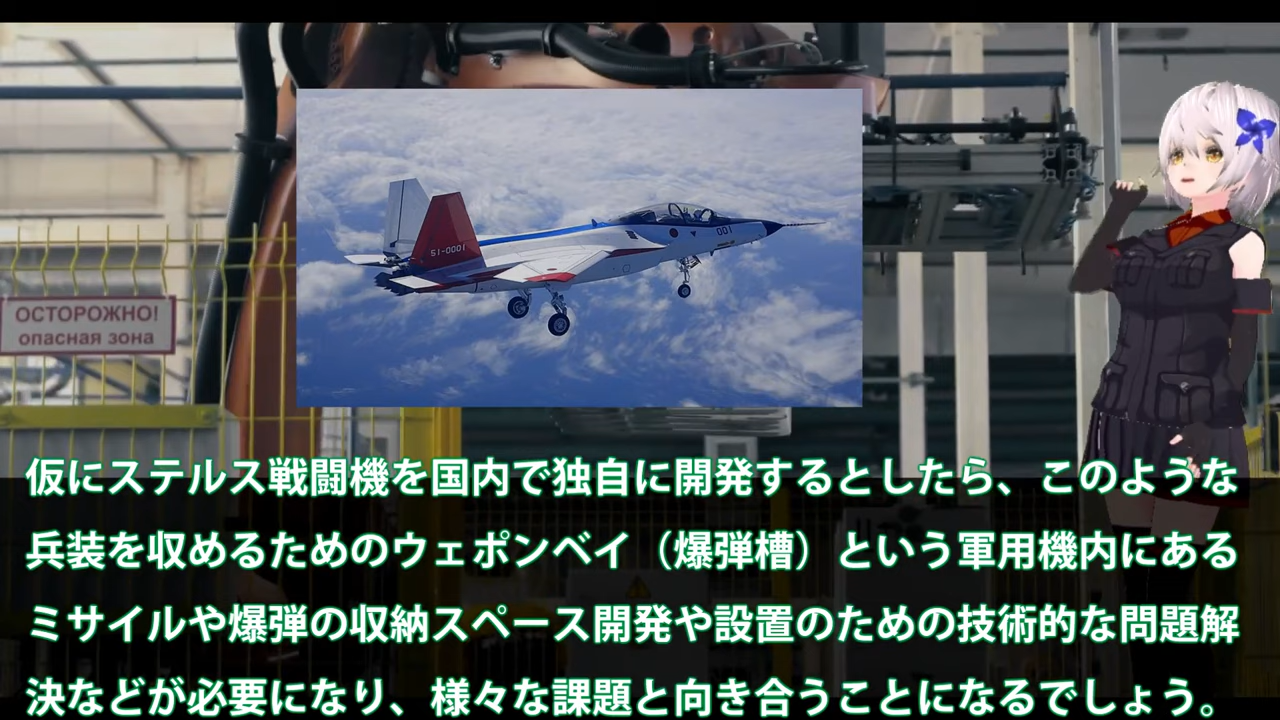 001
51-0001
ОСТОРОЖНО!
опасная зона
仮にステルス戦闘機を国内で独自に開発するとしたら、このような
兵装を収めるためのウェポンベイ（爆弾槽）という軍用機内にある
ミサイルや爆弾の収納スペース開発や設置のための技術的な問題解
決などが必要になり、様々な課題と向き合うことになるでしょう。